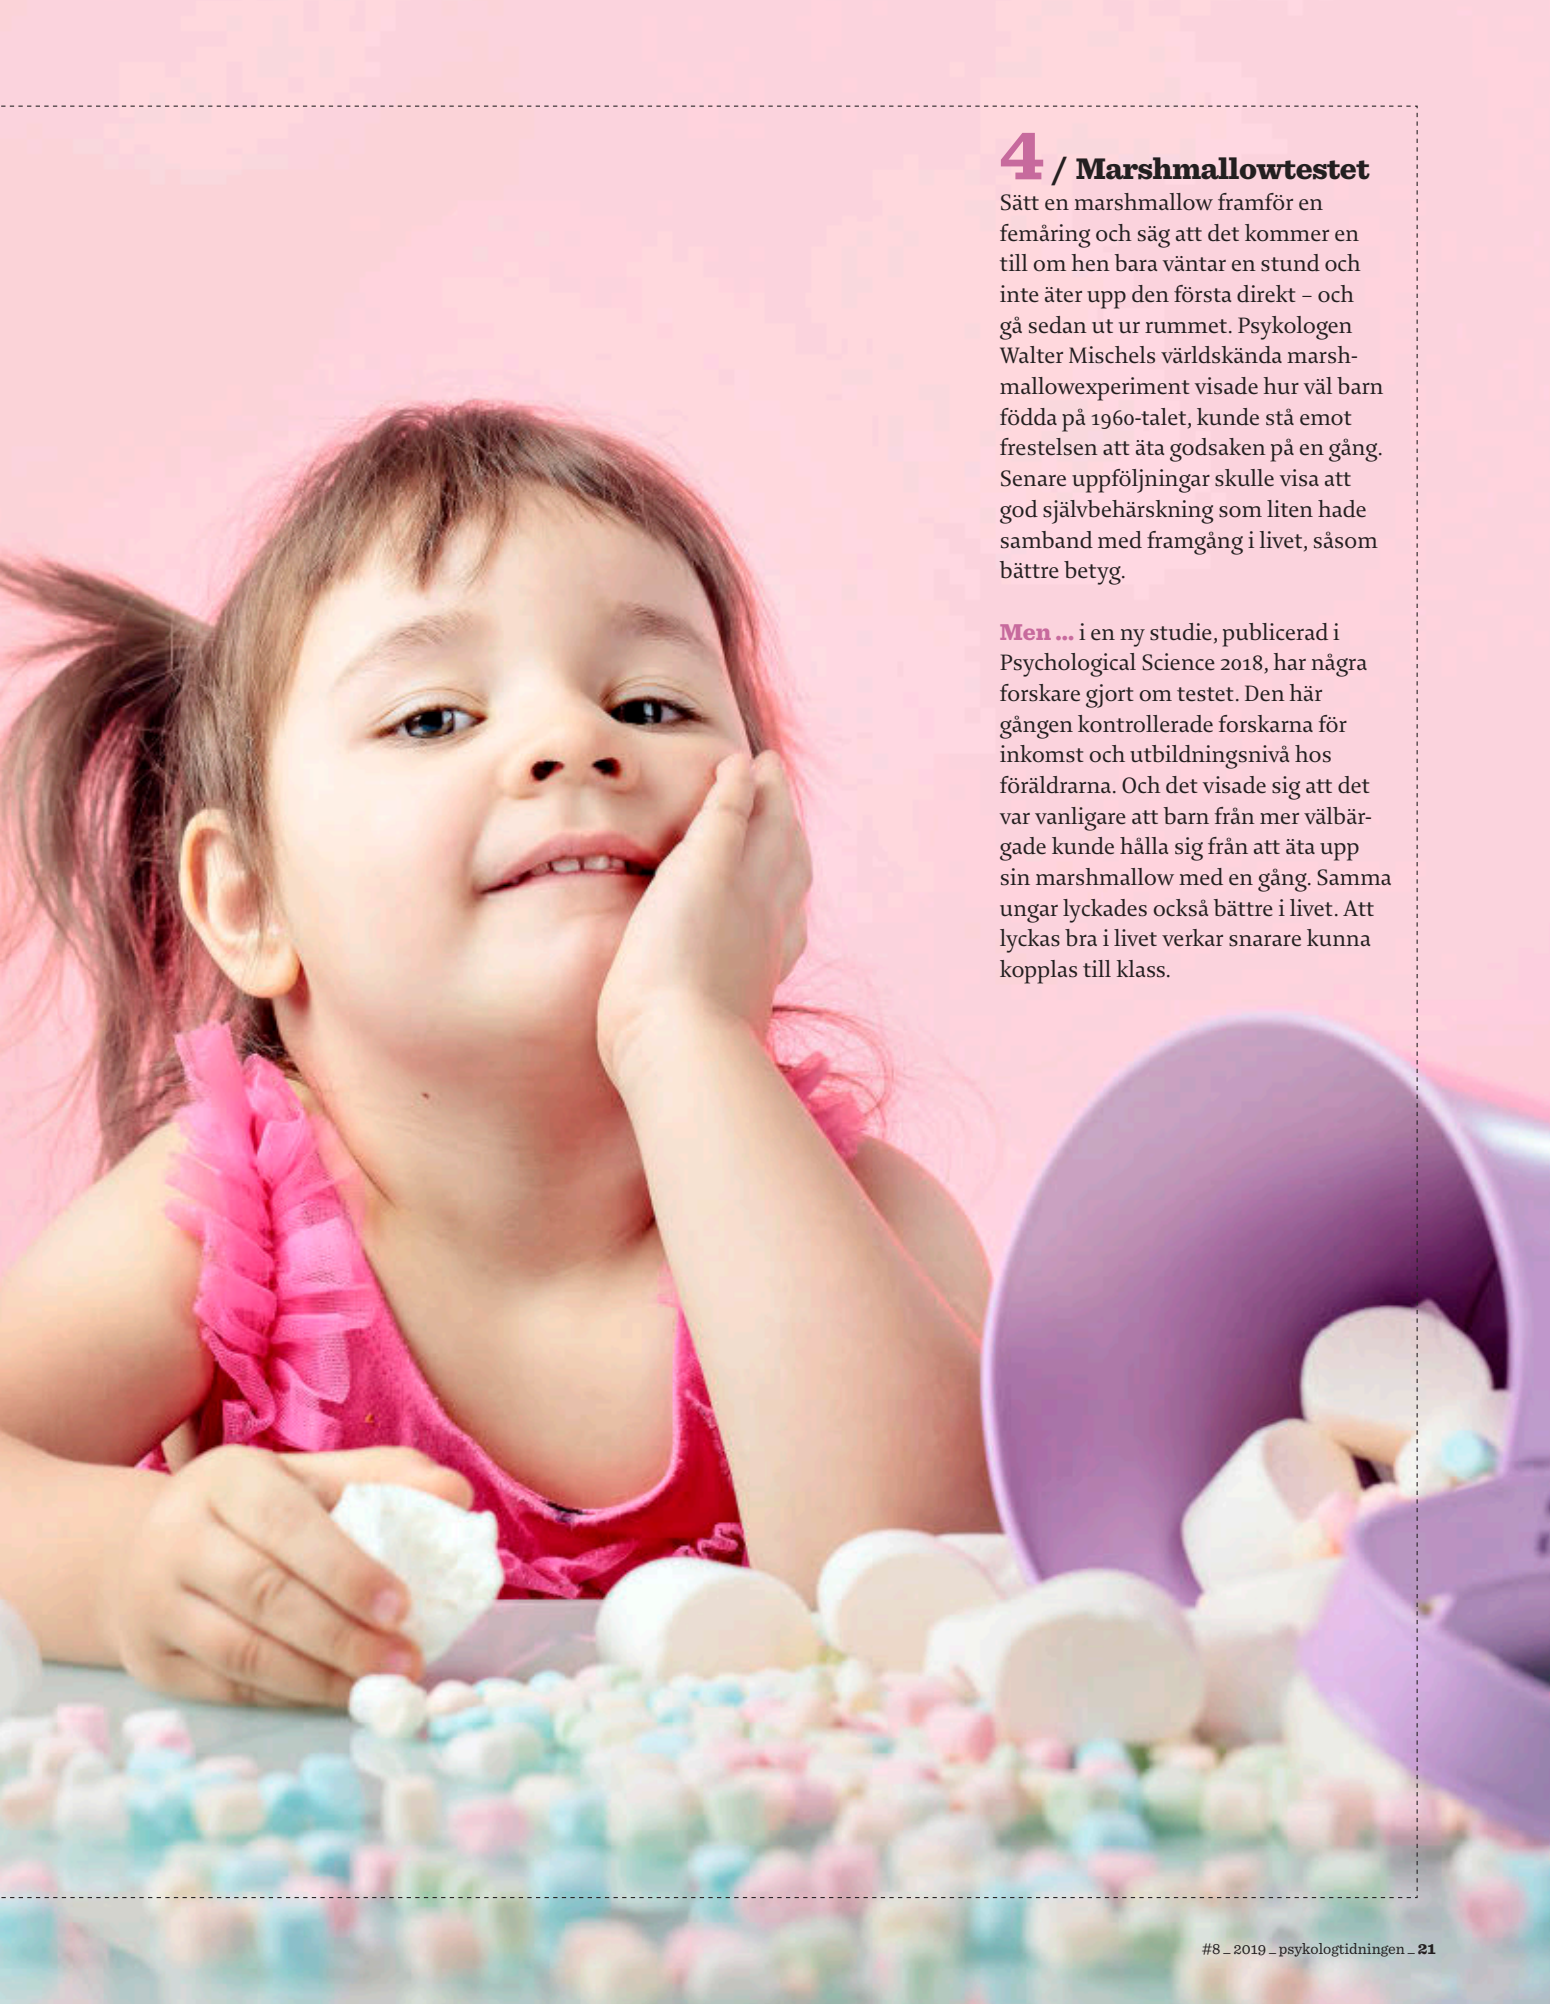 4 / Marshmallowtestet
Sätt en marshmallow framför en
femåring och säg att det kommer en
till om hen bara väntar en stund och
inte äter upp den första direkt – och
gå sedan ut ur rummet. Psykologen
Walter Mischels världskända marsh-
mallowexperiment visade hur väl barn
födda på 1960-talet, kunde stå emot
frestelsen att äta godsaken på en gång.
Senare uppföljningar skulle visa att
god självbehärskning som liten hade
samband med framgång i livet, såsom
bättre betyg.
Men ... i en ny studie, publicerad i
Psychological Science 2018, har några
forskare gjort om testet. Den här
gången kontrollerade forskarna för
inkomst och utbildningsnivå hos
föräldrarna. Och det visade sig att det
var vanligare att barn från mer välbär-
gade kunde hålla sig från att äta upp
sin marshmallow med en gång. Samma
ungar lyckades också bättre i livet. Att
lyckas bra i livet verkar snarare kunna
kopplas till klass.
#8 _ 2019 _ psykologtidningen _ 21